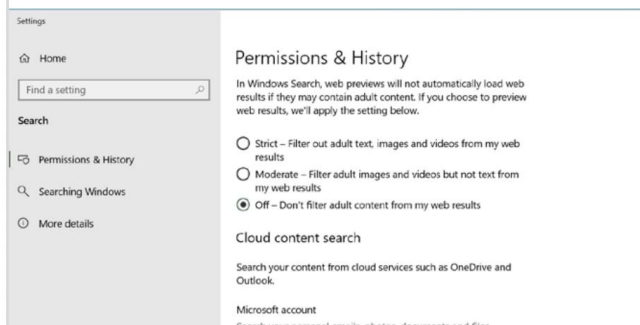 Settings
Home
Find a setting
Search
Permissions & History
Searching Windows
More details
Permissions & History
In Windows Search, web previews will not automatically load web
results if they may contain adult content. If you choose to preview
web results, we'll apply the setting below.
Strict – Filter out adult text, images and videos from my web
results
Moderate – Filter adult images and videos but not text from
my web results
Off – Don't filter adult content from my web results
Cloud content search
Search your content from cloud services such as OneDrive and
Outlook.
Microsoft account